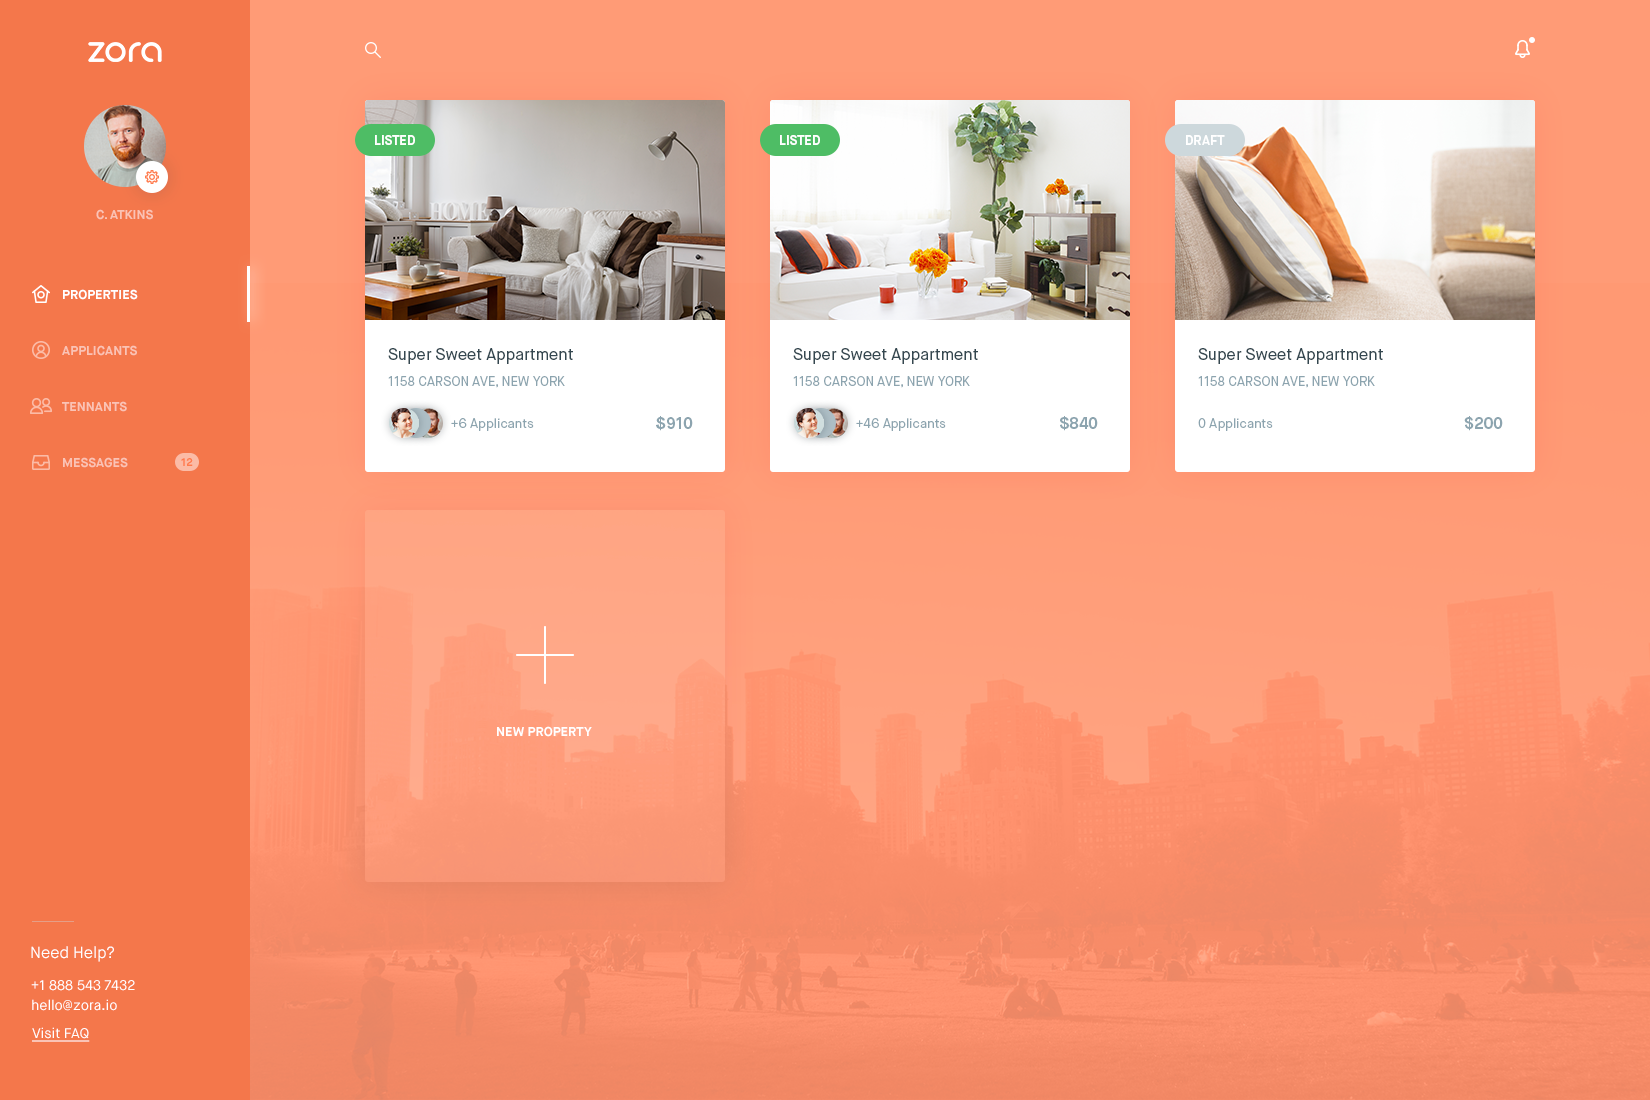 zora
C. ATKINS
PROPERTIES
APPLICANTS
TENNANTS
MESSAGES 12
Need Help?
+1 888 543 7432
hello@zora.io
Visit FAQ
LISTED
HOME
Super Sweet Appartment
1158 CARSON AVE, NEW YORK
+6 Applicants $910
LISTED
Super Sweet Appartment
1158 CARSON AVE, NEW YORK
+46 Applicants $840
DRAFT
Super Sweet Appartment
1158 CARSON AVE, NEW YORK
0 Applicants $200
NEW PROPERTY